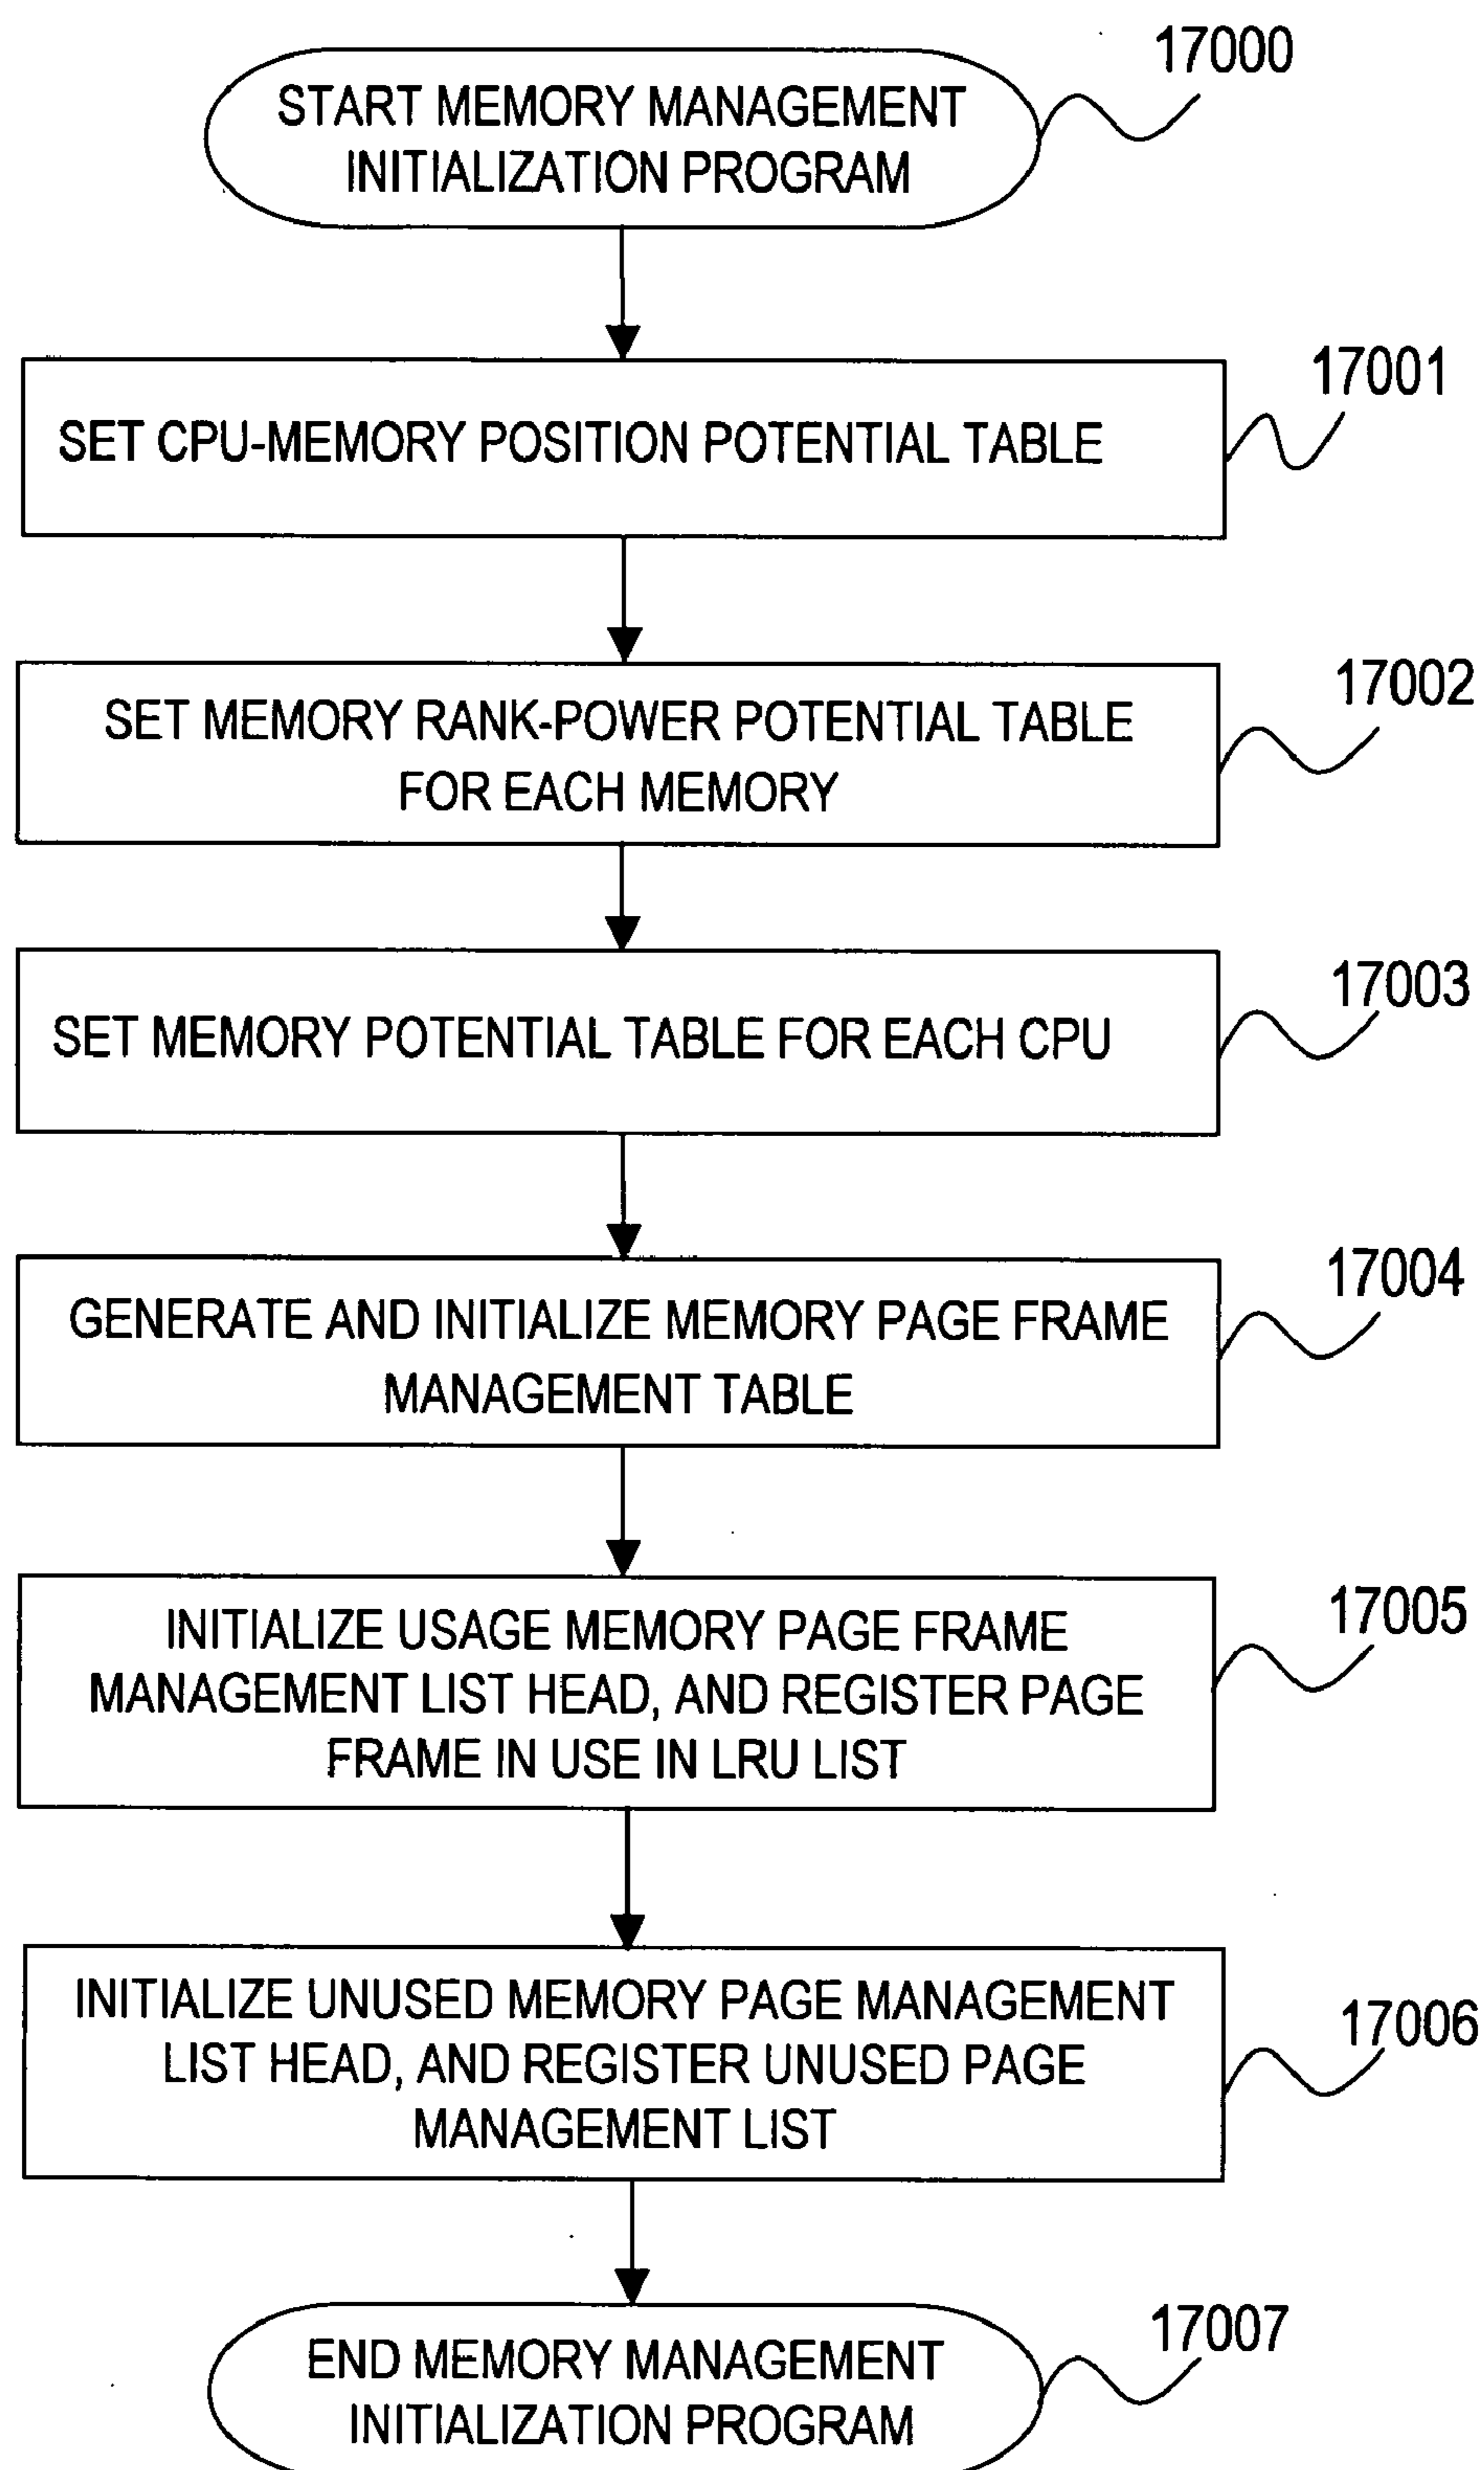 17000
START MEMORY MANAGEMENT
INITIALIZATION PROGRAM
17001
SET CPU-MEMORY POSITION POTENTIAL TABLE
17002
SET MEMORY RANK-POWER POTENTIAL TABLE
FOR EACH MEMORY
17003
SET MEMORY POTENTIAL TABLE FOR EACH CPU
17004
GENERATE AND INITIALIZE MEMORY PAGE FRAME
MANAGEMENT TABLE
17005
INITIALIZE USAGE MEMORY PAGE FRAME
MANAGEMENT LIST HEAD, AND REGISTER PAGE
FRAME IN USE IN LRU LIST
17006
INITIALIZE UNUSED MEMORY PAGE MANAGEMENT
LIST HEAD, AND REGISTER UNUSED PAGE
MANAGEMENT LIST
17007
END MEMORY MANAGEMENT
INITIALIZATION PROGRAM